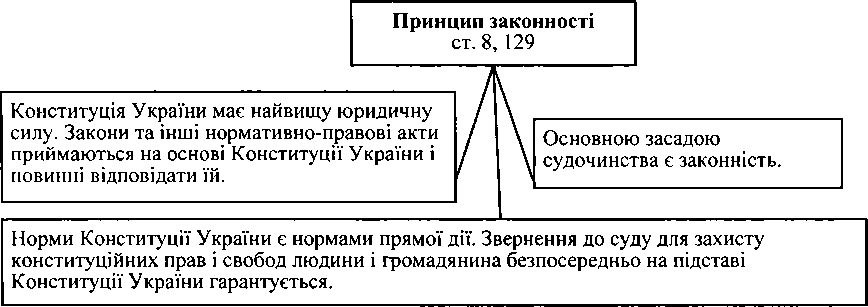 Принцип законності
ст. 8, 129
Конституція України має найвищу юридичну
силу. Закони та інші нормативно-правові акти
приймаються на основі Конституції України і
повинні відповідати їй.
Основною засадою
судочинства є законність.
Норми Конституції України є нормами прямої дії. Звернення до суду для захисту
конституційних прав і свобод людини і громадянина безпосередньо на підставі
Конституції України гарантується.